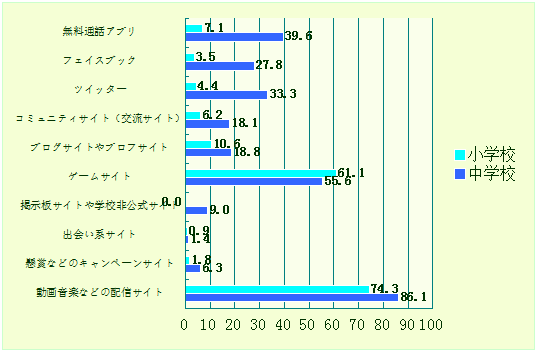 無料通話アプリ 7.1 39.6
フェイスブック 3.5 27.8
ツイッター 4.4 33.3
コミュニティサイト（交流サイト） 6.2 18.1
ブログサイトやプロフサイト 10.6 18.8
ゲームサイト 61.1 55.6
掲示板サイトや学校非公式サイト 0.0 9.0
出会い系サイト 0.9 1.4
懸賞などのキャンペーンサイト 1.8 6.3
動画音楽などの配信サイト 74.3 86.1
0 10 20 30 40 50 60 70 80 90 100
小学校
中学校